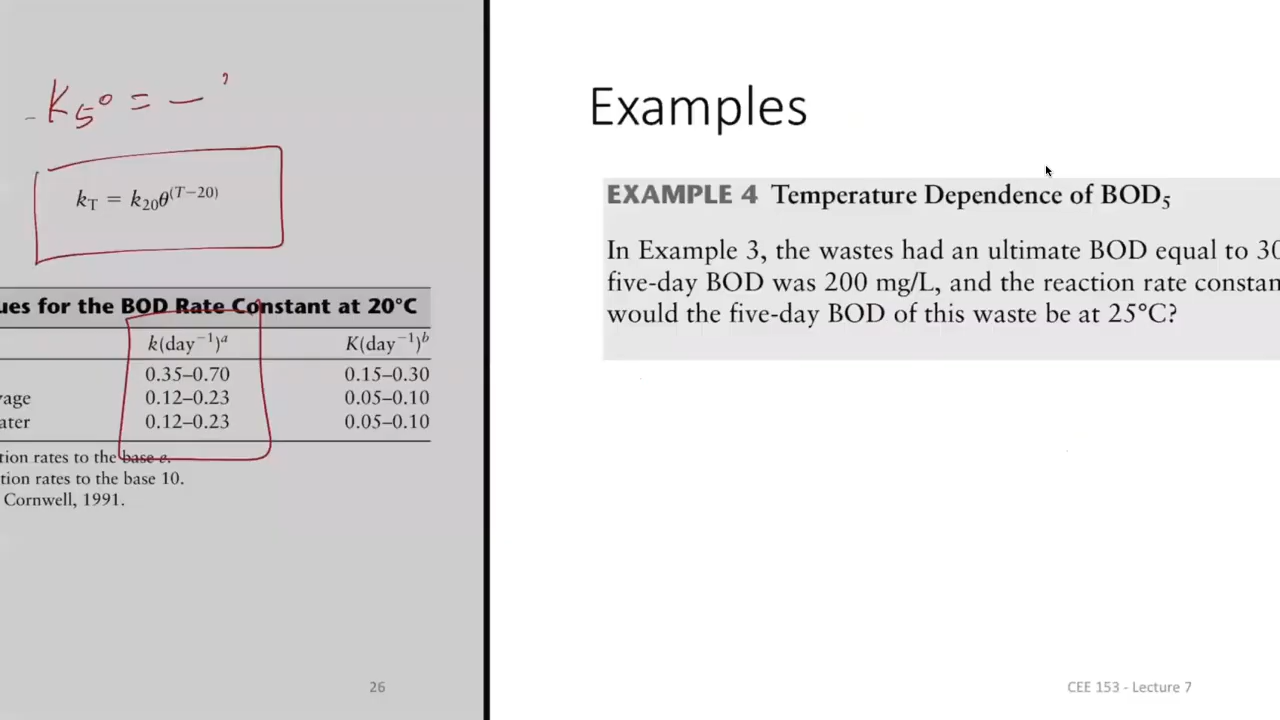 K5° = –
kT = k20θ(T−20)
ues for the BOD Rate Constant at 20°C
k(day−1)a K(day−1)b
0.35–0.70 0.15–0.30
age 0.12–0.23 0.05–0.10
ater 0.12–0.23 0.05–0.10
tion rates to the base e.
tion rates to the base 10.
Cornwell, 1991.
26
Examples
EXAMPLE 4 Temperature Dependence of BOD5
In Example 3, the wastes had an ultimate BOD equal to 30
five-day BOD was 200 mg/L, and the reaction rate constan
would the five-day BOD of this waste be at 25°C?
CEE 153 - Lecture 7